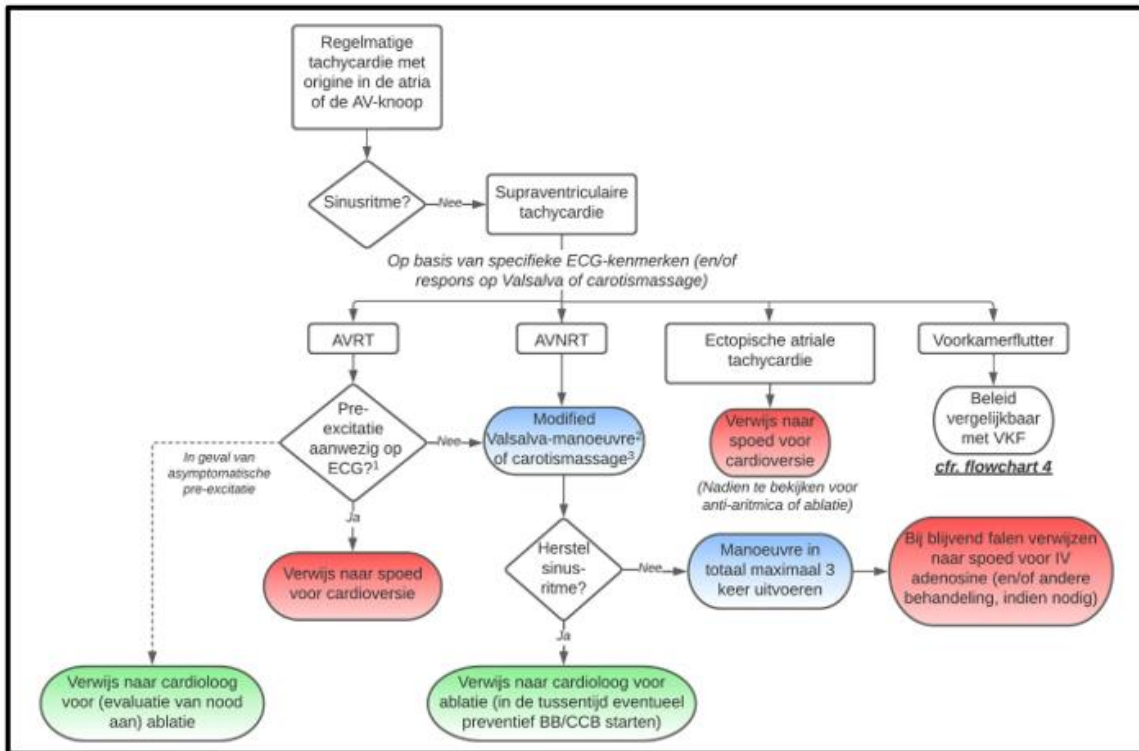 Regelmatige
tachycardie met
origine in de atria
of de AV-knoop
Sinusritme?
Nee
Supraventriculaire
tachycardie
Op basis van specifieke ECG-kenmerken (en/of
respons op Valsalva of carotismassage)
AVRT
AVNRT
Ectopische atriale
tachycardie
Voorkamerflutter
Pre-
excitatie
aanwezig op
ECG?1
Nee
Modified
Valsalva-manoeuvre2
of carotismassage3
Verwijs naar
spoed voor
cardioversie
(Nadien te bekijken voor
anti-aritmica of ablatie)
Beleid
vergelijkbaar
met VKF
cfr. flowchart 4
In geval van
asymptomatische
pre-excitatie
Ja
Verwijs naar spoed
voor cardioversie
Herstel
sinus-
ritme?
Nee
Manoeuvre in
totaal maximaal 3
keer uitvoeren
Bij blijvend falen verwijzen
naar spoed voor IV
adenosine (en/of andere
behandeling, indien nodig)
Ja
Verwijs naar cardioloog
voor (evaluatie van nood
aan) ablatie
Verwijs naar cardioloog voor
ablatie (in de tussentijd eventueel
preventief BB/CCB starten)